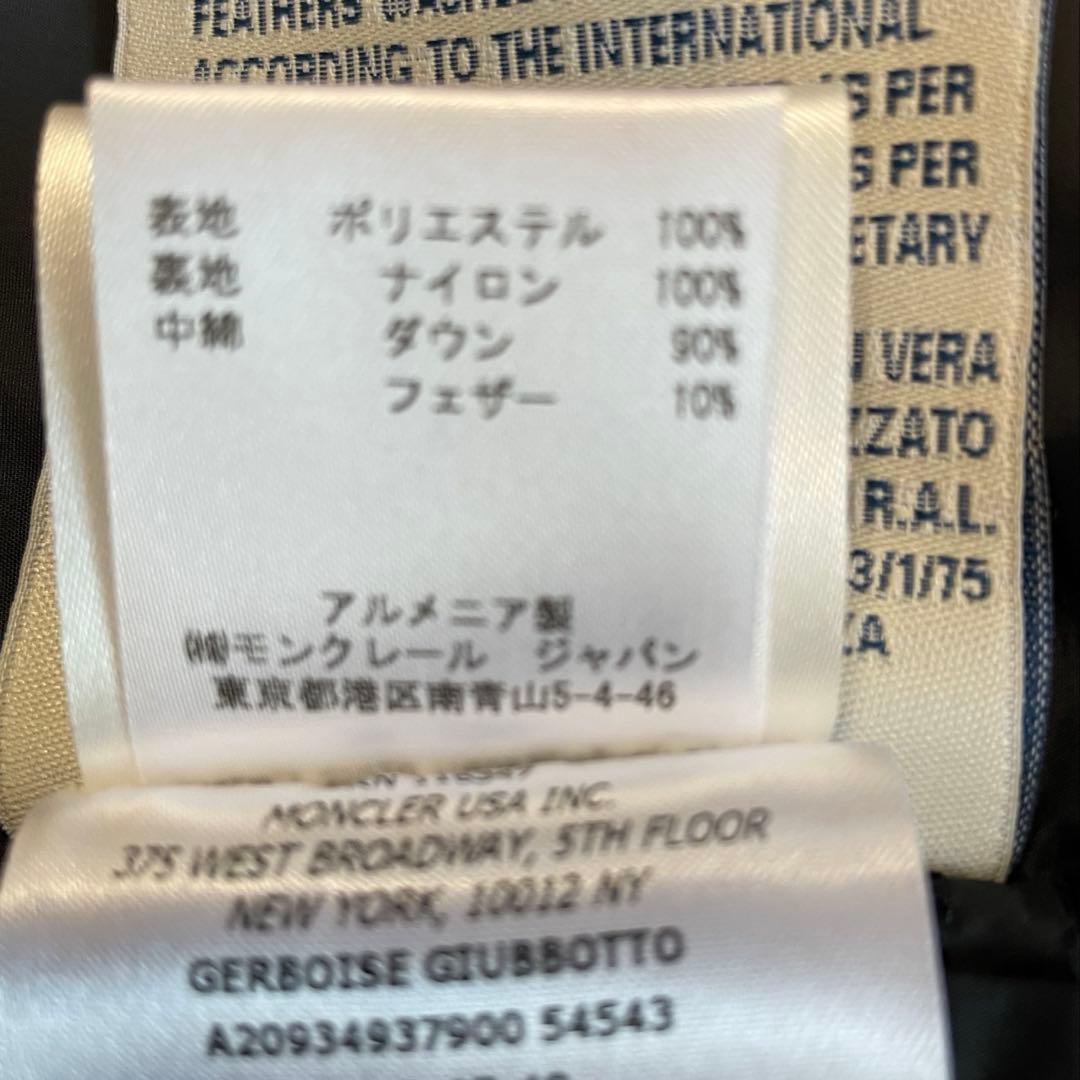 FEATHERS
ACCORDING TO THE INTERNATIONAL
S PER
S PER
ETARY
VERA
ZZATO
R.A.L.
3/1/75
KA
表地 ポリエステル 100%
裏地 ナイロン 100%
中綿 ダウン 90%
フェザー 10%
アルメニア製
㈱モンクレール ジャパン
東京都港区南青山5-4-46
MONCLER USA INC.
375 WEST BROADWAY, 5TH FLOOR
NEW YORK, 10012 NY
GERBOISE GIUBBOTTO
A20934937900 54543